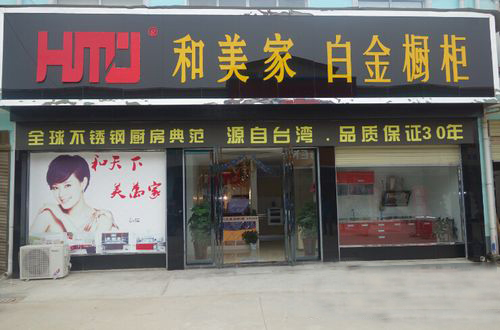 HMJ ® 和美家 白金橱柜
全球不锈钢厨房典范 源自台湾.品质保证30年
和天下
美萬家